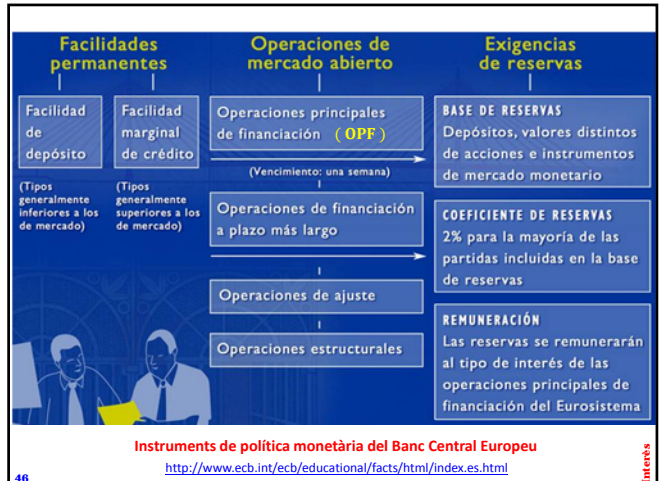 Facilidades
permanentes
Facilidad
de
depósito
Facilidad
marginal
de crédito
(Tipos
generalmente
inferiores a los
de mercado)
(Tipos
generalmente
superiores a los
de mercado)
Operaciones de
mercado abierto
Operaciones principales
de financiación ( OPF )
(Vencimiento: una semana)
Operaciones de financiación
a plazo más largo
Operaciones de ajuste
Operaciones estructurales
Exigencias
de reservas
BASE DE RESERVAS
Depósitos, valores distintos
de acciones e instrumentos
de mercado monetario
COEFICIENTE DE RESERVAS
2% para la mayoría de las
partidas incluidas en la base
de reservas
REMUNERACIÓN
Las reservas se remunerarán
al tipo de interés de las
operaciones principales de
financiación del Eurosistema
Instruments de política monetària del Banc Central Europeu
http://www.ecb.int/ecb/educational/facts/html/index.es.html
46
Interès